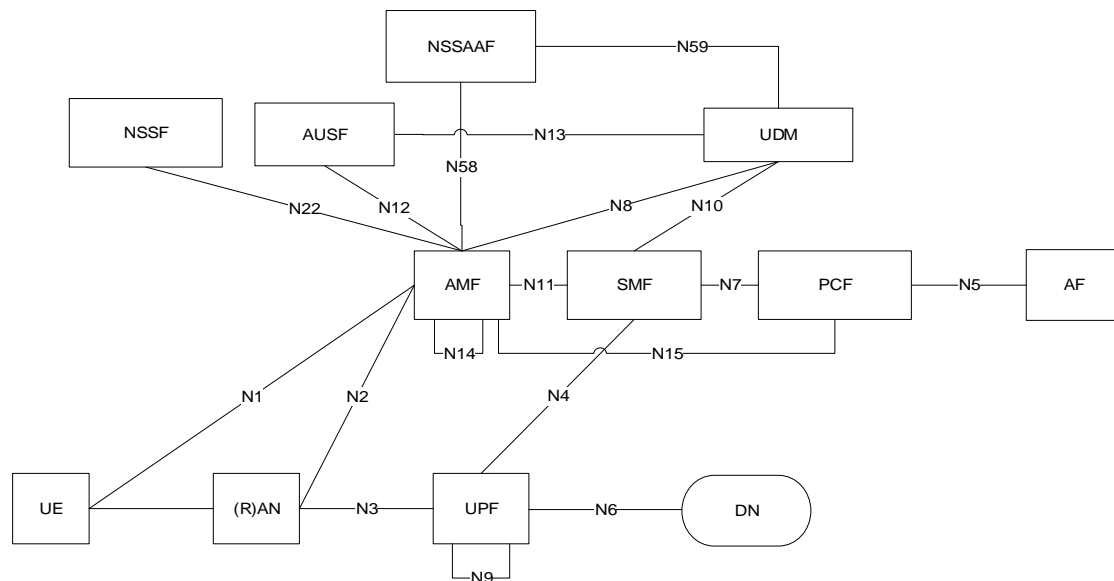 NSSAAF
N59
NSSF
AUSF
N13
UDM
N58
N22
N12
N8
N10
AMF
N11
SMF
N7
PCF
N5
AF
N14
N15
N1
N2
N4
UE
(R)AN
N3
UPF
N6
DN
N9